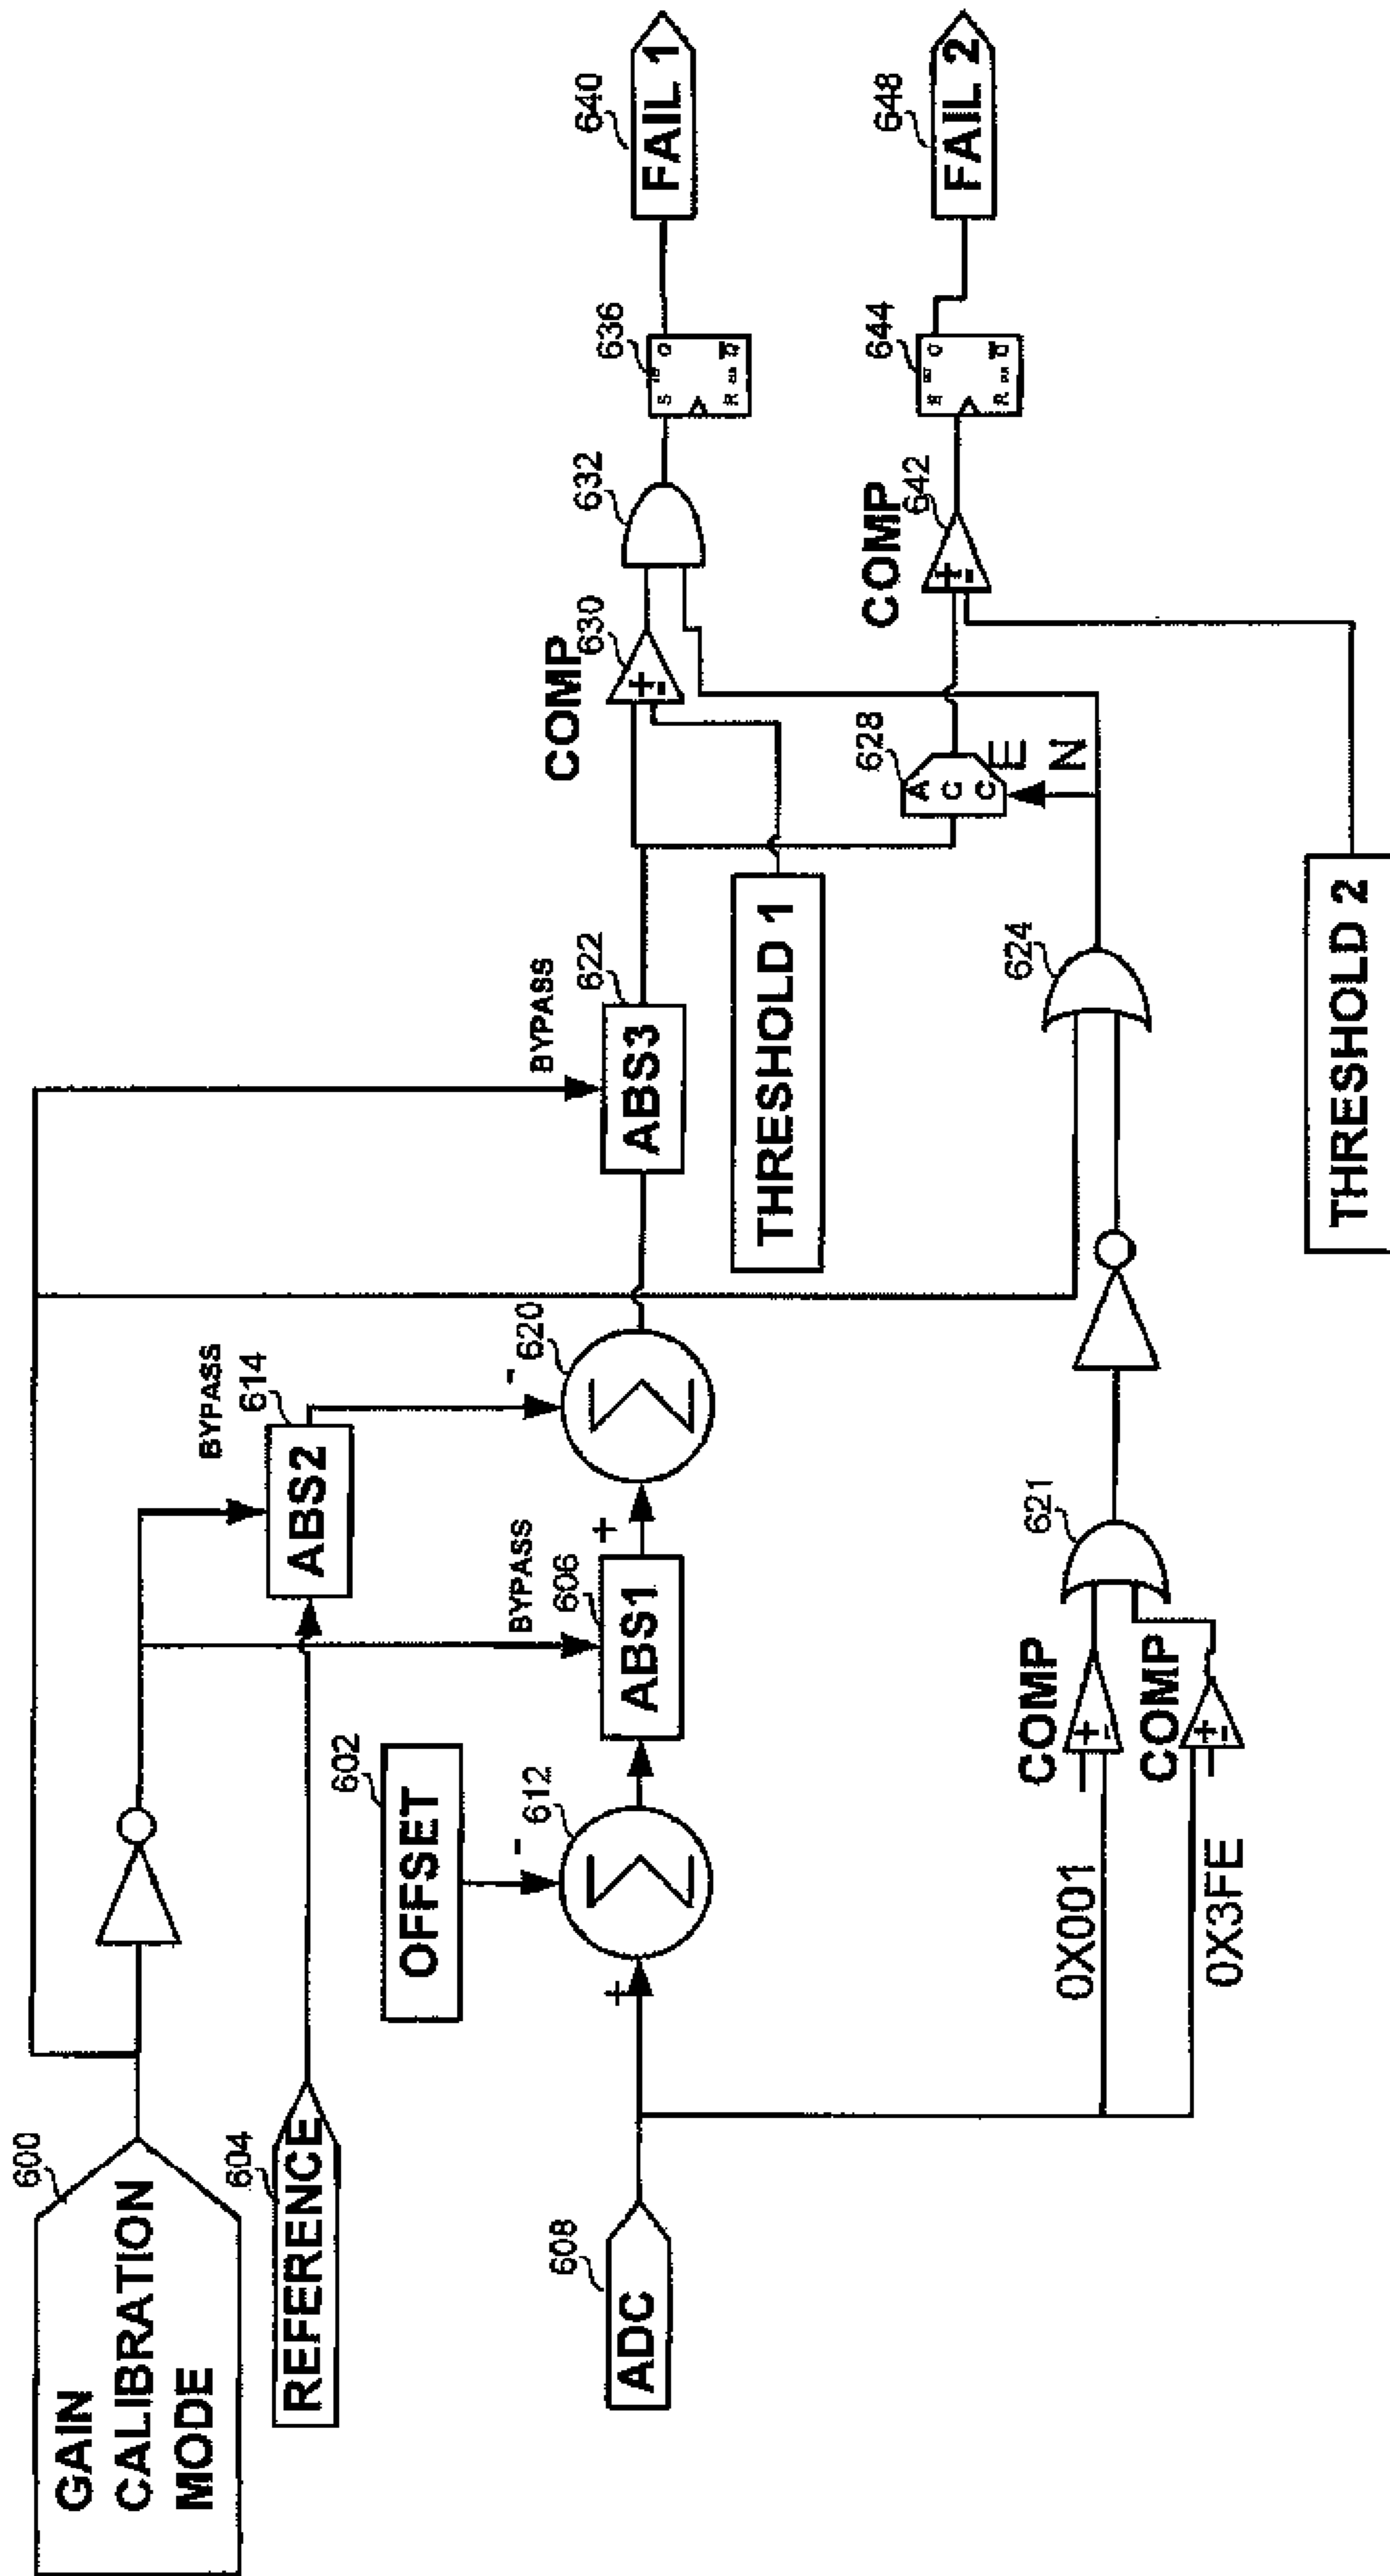 600
GAIN
CALIBRATION
MODE
604
REFERENCE
608
ADC
602
OFFSET
-
612
+
BYPASS
614
ABS2
BYPASS
606
ABS1
-
620
+
BYPASS
622
ABS3
THRESHOLD 1
COMP
630
+
-
632
636
S
Q
R
Q
640
FAIL 1
0X001
0X3FE
COMP
+
-
COMP
+
-
621
624
628
A
C
C
E
N
COMP
642
+
-
644
Q
R
Q
648
FAIL 2
THRESHOLD 2